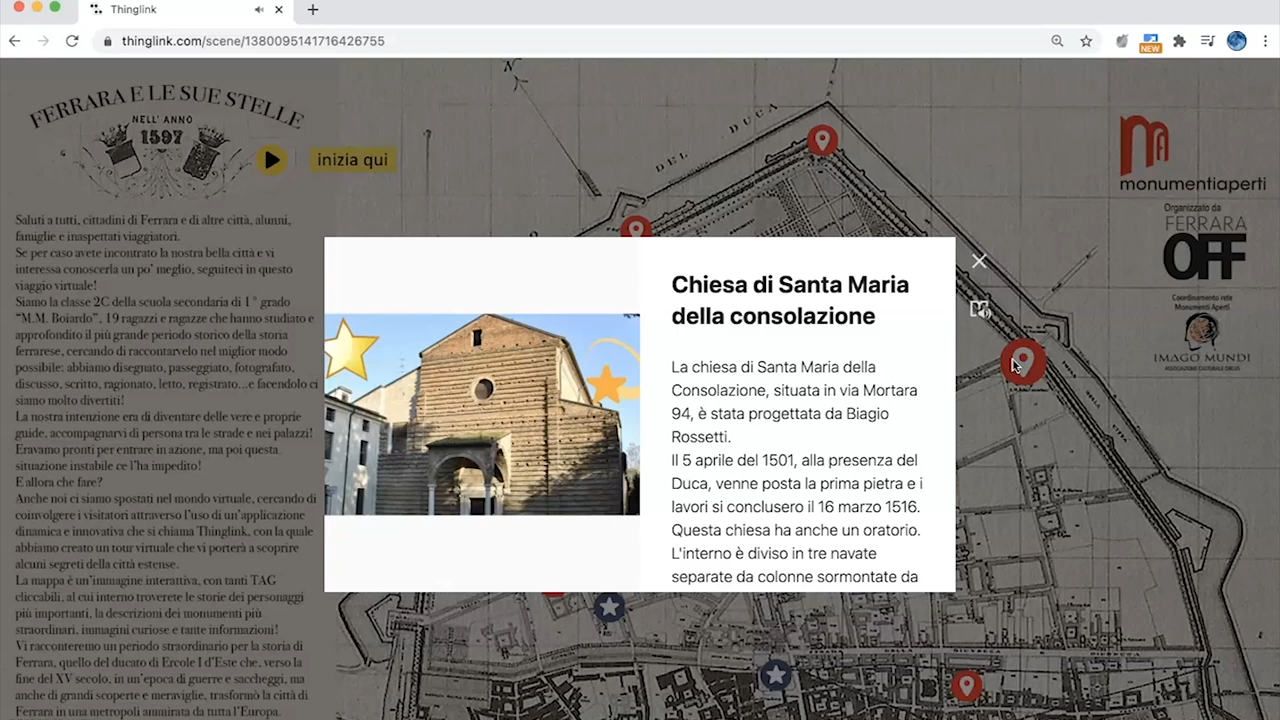 Thinglink
thinglink.com/scene/1380095141716426755
NEW
FERRARA E LE SUE STELLE
NELL' ANNO
1597
inizia qui
Saluti a tutti, cittadini di Ferrara e di altre città, alunni,
famiglie e inaspettati viaggiatori.
Se per caso avete incontrato la nostra bella città e vi
interessa conoscerla un po' meglio, seguiteci in questo
viaggio virtuale!
Siamo la classe 2C della scuola secondaria di 1° grado
“M.M. Boiardo”, 19 ragazzi e ragazze che hanno studiato e
approfondito il più grande periodo storico della storia
ferrarese, cercando di raccontarvelo nel miglior modo
possibile: abbiamo disegnato, passeggiato, fotografato,
discusso, scritto, ragionato, letto, registrato...e facendolo ci
siamo molto divertiti!
La nostra intenzione era di diventare delle vere e proprie
guide, accompagnarvi di persona tra le strade e nei palazzi!
Eravamo pronti per entrare in azione, ma poi questa
situazione instabile ce l'ha impedito!
E allora che fare?
Anche noi ci siamo spostati nel mondo virtuale, cercando di
coinvolgere i visitatori attraverso l'uso di un'applicazione
dinamica e innovativa che si chiama Thinglink, con la quale
abbiamo creato un tour virtuale che vi porterà a scoprire
alcuni segreti della città estense.
La mappa è un'immagine interattiva, con tanti TAG
cliccabili, al cui interno troverete le storie dei personaggi
più importanti, la descrizioni dei monumenti più
straordinari, immagini curiose e tante informazioni!
Vi racconteremo un periodo straordinario per la storia di
Ferrara, quello del ducato di Ercole I d'Este che, verso la
fine del XV secolo, in un'epoca di guerre e saccheggi, ma
anche di grandi scoperte e meraviglie, trasformò la città di
Ferrara in una metropoli ammirata da tutta l'Europa.
DEL DUCA
Chiesa di Santa Maria
della consolazione
La chiesa di Santa Maria della
Consolazione, situata in via Mortara
94, è stata progettata da Biagio
Rossetti.
Il 5 aprile del 1501, alla presenza del
Duca, venne posta la prima pietra e i
lavori si conclusero il 16 marzo 1516.
Questa chiesa ha anche un oratorio.
L'interno è diviso in tre navate
separate da colonne sormontate da
monumentiaperti
Organizzato da
FERRARA
OFF
Coordinamento rete
Monumenti Aperti
IMAGO MUNDI
ASSOCIAZIONE CULTURALE ONLUS